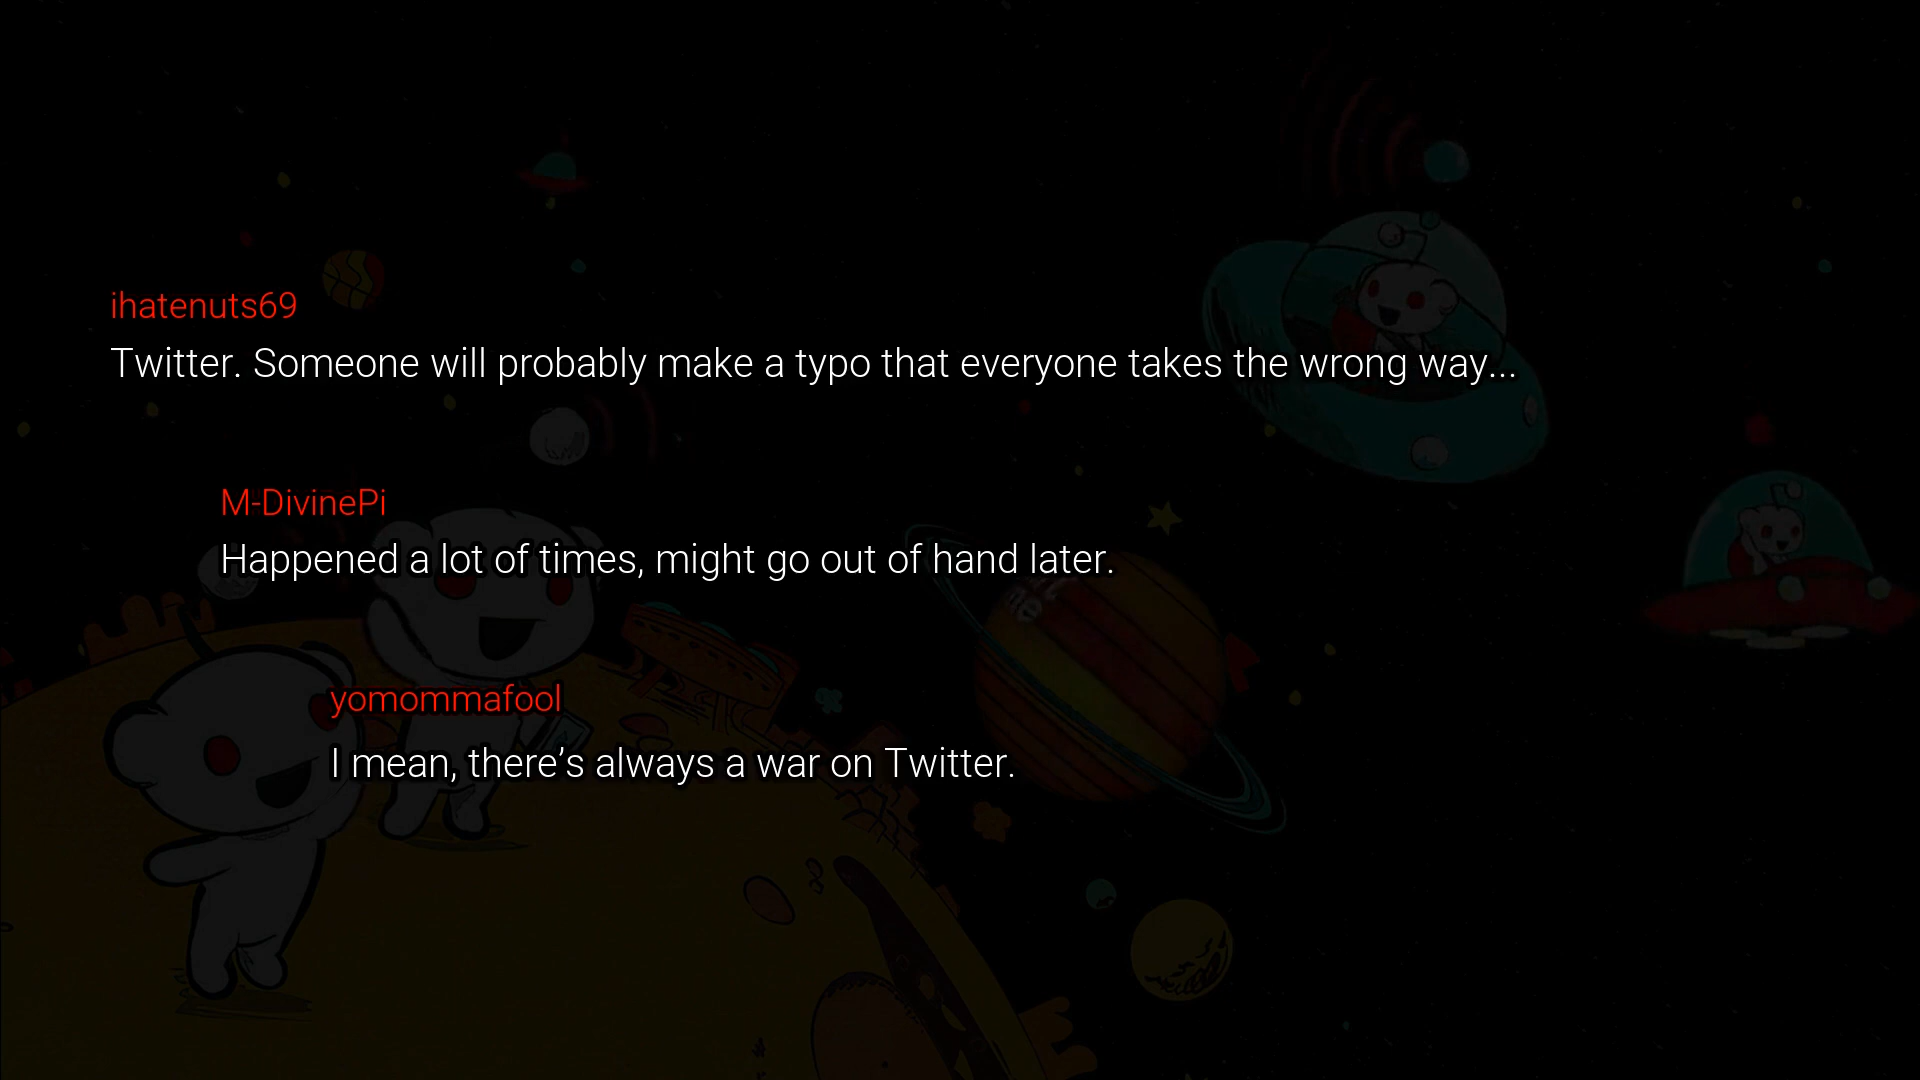 ihatenuts69
Twitter. Someone will probably make a typo that everyone takes the wrong way...
M-DivinePi
Happened a lot of times, might go out of hand later.
yomommafool
I mean, there’s always a war on Twitter.